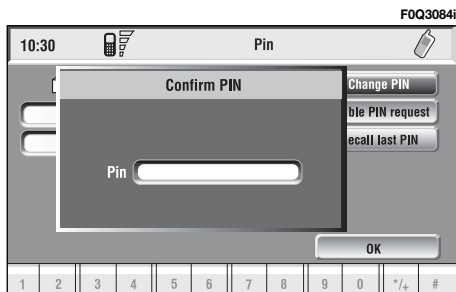 F0Q3084i
10:30 Pin
Confirm PIN
Change PIN
ble PIN request
ecall last PIN
Pin
OK
1 2 3 4 5 6 7 8 9 0 */+ #